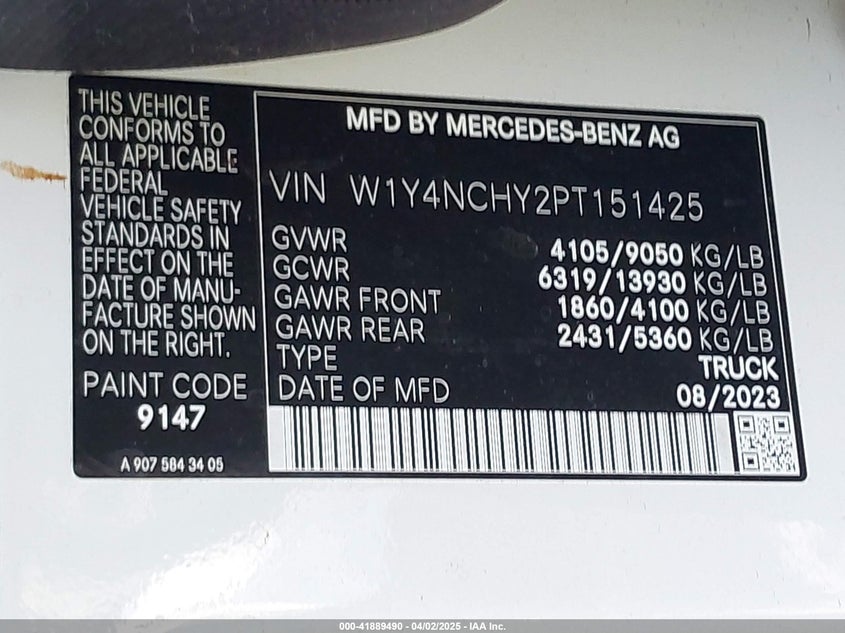 THIS VEHICLE
CONFORMS TO
ALL APPLICABLE
FEDERAL
VEHICLE SAFETY
STANDARDS IN
EFFECT ON THE
DATE OF MANU-
FACTURE SHOWN
ON THE RIGHT.
PAINT CODE
9147
A 907 584 34 05
MFD BY MERCEDES-BENZ AG
VIN W1Y4NCHY2PT151425
GVWR 4105/9050 KG/LB
GCWR 6319/13930 KG/LB
GAWR FRONT 1860/4100 KG/LB
GAWR REAR 2431/5360 KG/LB
TYPE TRUCK
DATE OF MFD 08/2023
000-41889490 - 04/02/2025 - IAA Inc.